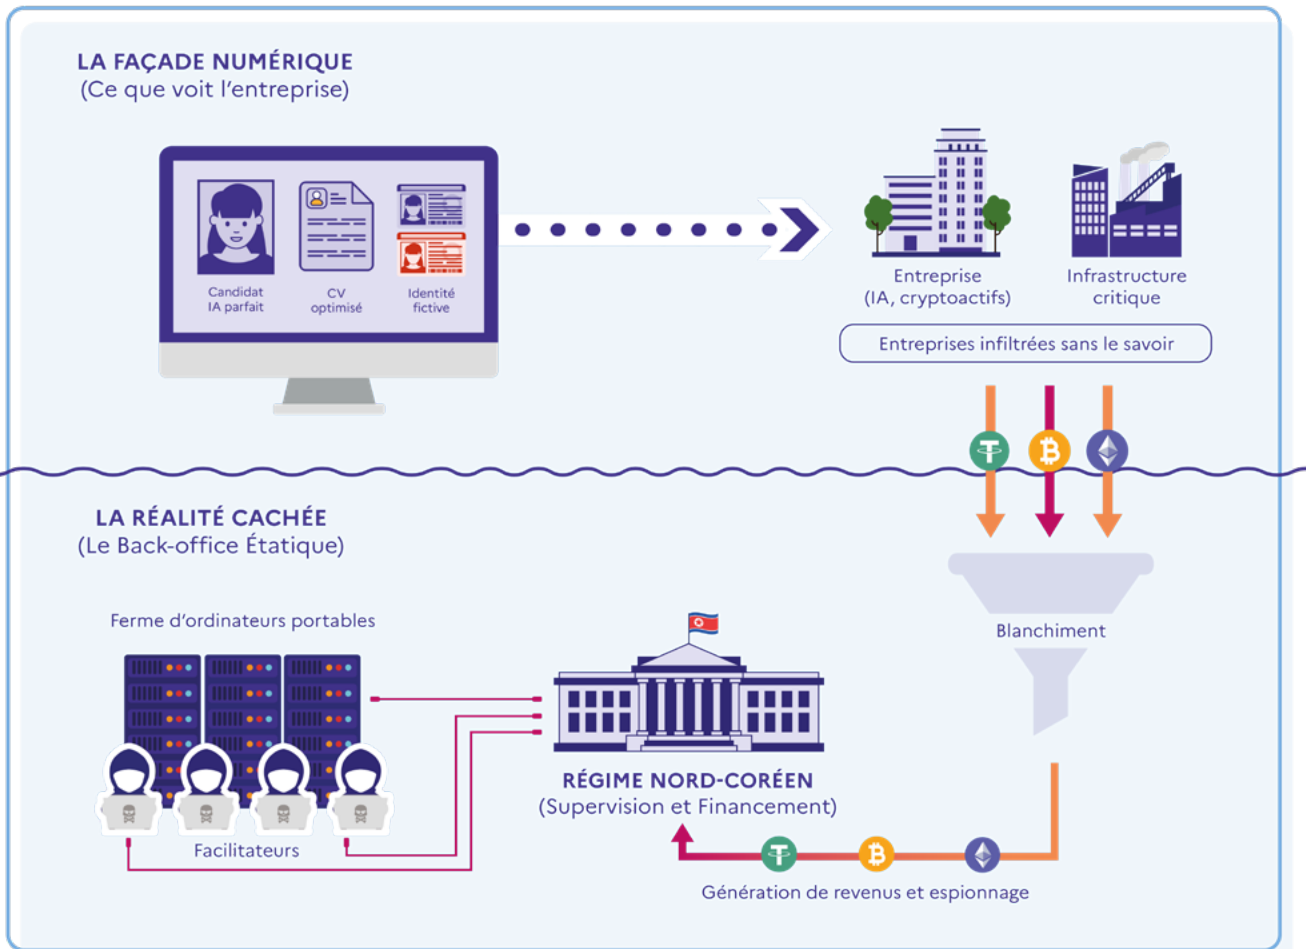 LA FAÇADE NUMÉRIQUE
(Ce que voit l'entreprise)
Candidat
IA parfait
CV
optimisé
Identité
fictive
Entreprise
(IA, cryptoactifs)
Infrastructure
critique
Entreprises infiltrées sans le savoir
LA RÉALITÉ CACHÉE
(Le Back-office Étatique)
Ferme d'ordinateurs portables
Facilitateurs
RÉGIME NORD-CORÉEN
(Supervision et Financement)
Blanchiment
Génération de revenus et espionnage